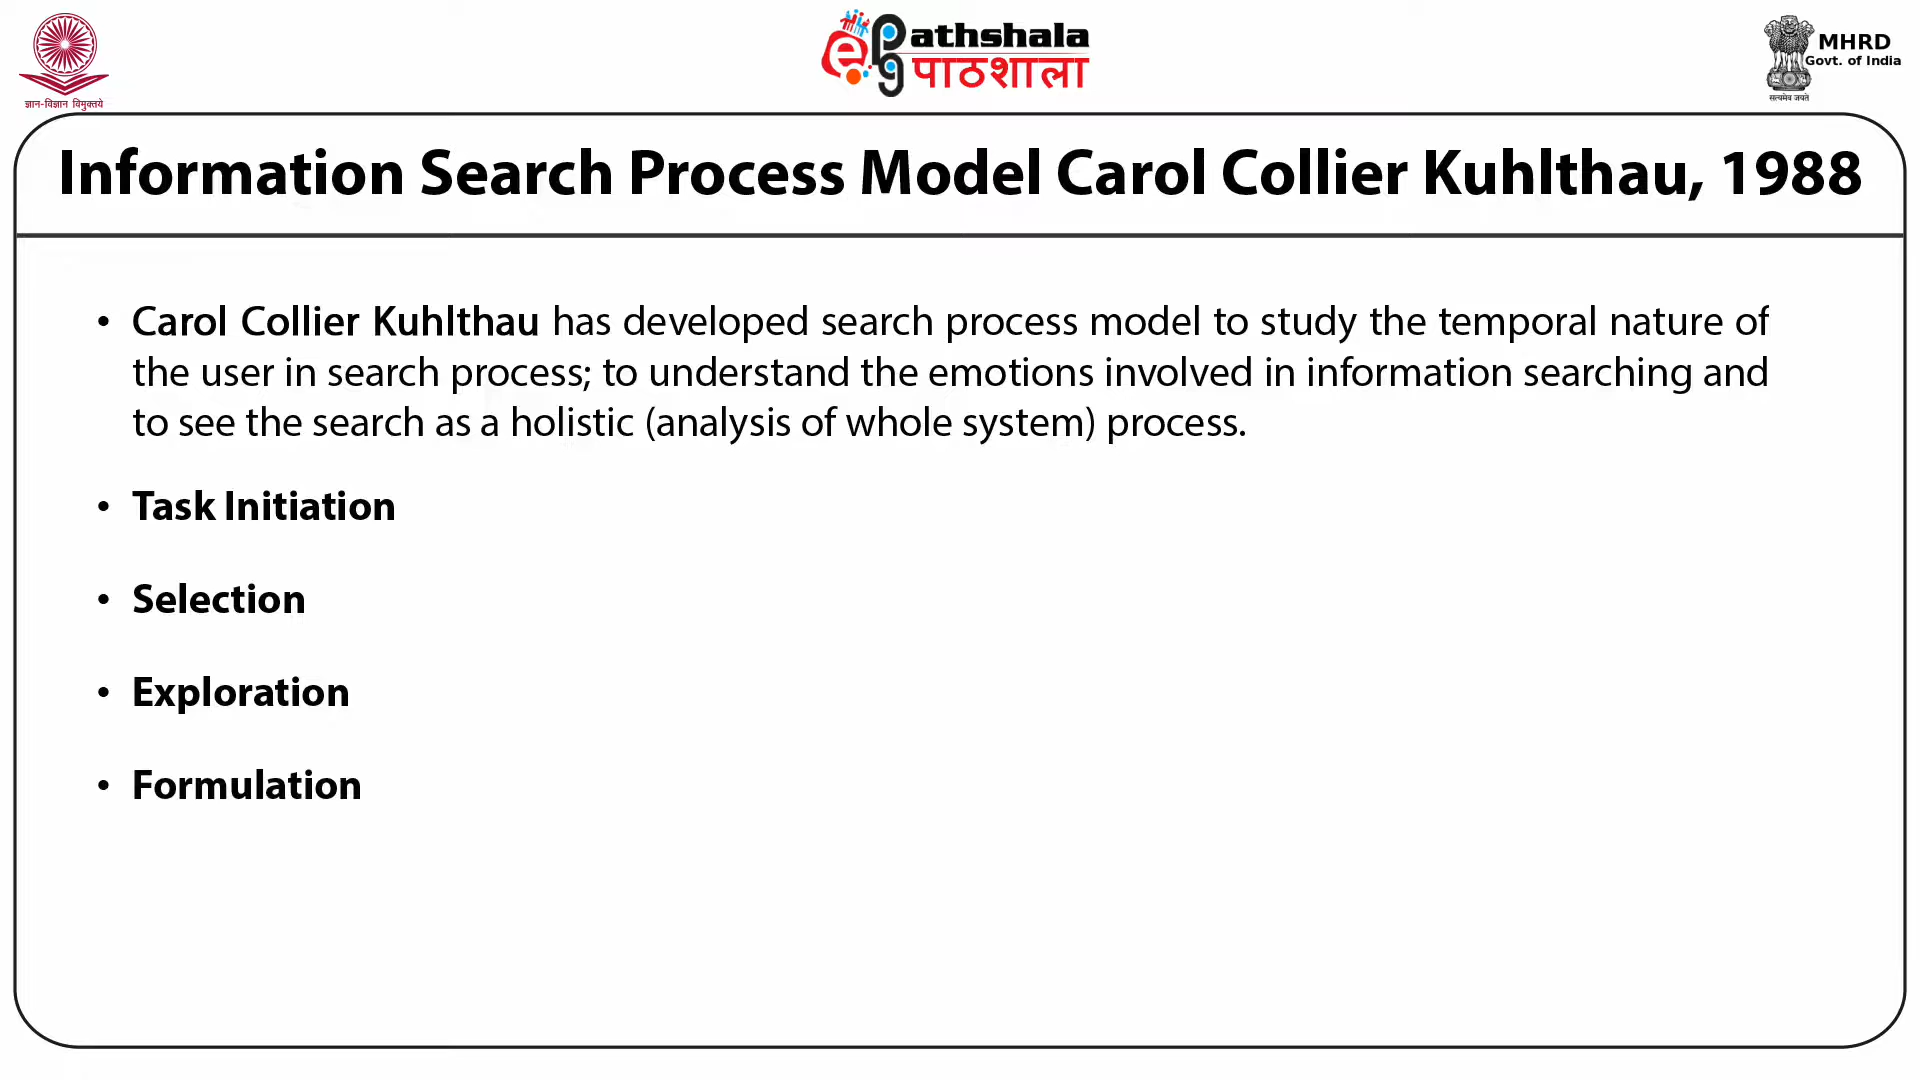 ज्ञान-विज्ञान विमुक्तये
e Pg athshala
पाठशाला
MHRD
Govt. of India
सत्यमेव जयते
Information Search Process Model Carol Collier Kuhlthau, 1988
• Carol Collier Kuhlthau has developed search process model to study the temporal nature of
the user in search process; to understand the emotions involved in information searching and
to see the search as a holistic (analysis of whole system) process.
• Task Initiation
• Selection
• Exploration
• Formulation